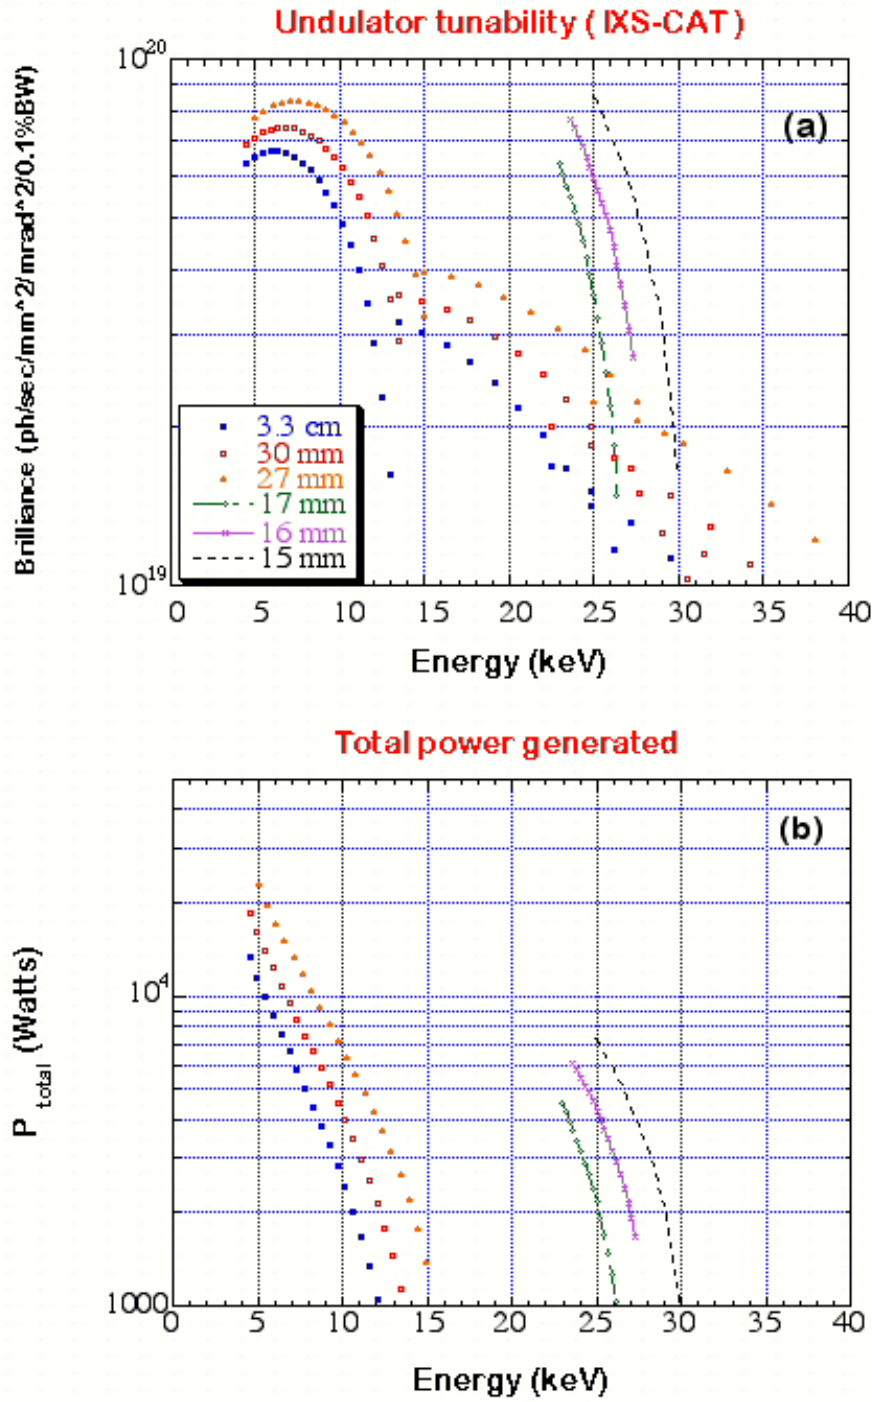 Undulator tunability ( IXS-CAT )
10^20
(a)
Brilliance (ph/sec/mm^2/mrad^2/0.1%BW)
3.3 cm
30 mm
27 mm
17 mm
16 mm
15 mm
10^19
0 5 10 15 20 25 30 35 40
Energy (keV)
Total power generated
(b)
P total (Watts)
10^4
1000
0 5 10 15 20 25 30 35 40
Energy (keV)